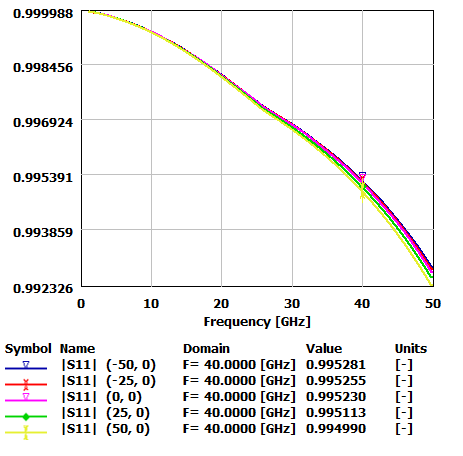 0.999988
0.998456
0.996924
0.995391
0.993859
0.992326
0 10 20 30 40 50
Frequency [GHz]
Symbol Name Domain Value Units
|S11| (-50, 0) F= 40.0000 [GHz] 0.995281 [-]
|S11| (-25, 0) F= 40.0000 [GHz] 0.995255 [-]
|S11| (0, 0) F= 40.0000 [GHz] 0.995230 [-]
|S11| (25, 0) F= 40.0000 [GHz] 0.995113 [-]
|S11| (50, 0) F= 40.0000 [GHz] 0.994990 [-]